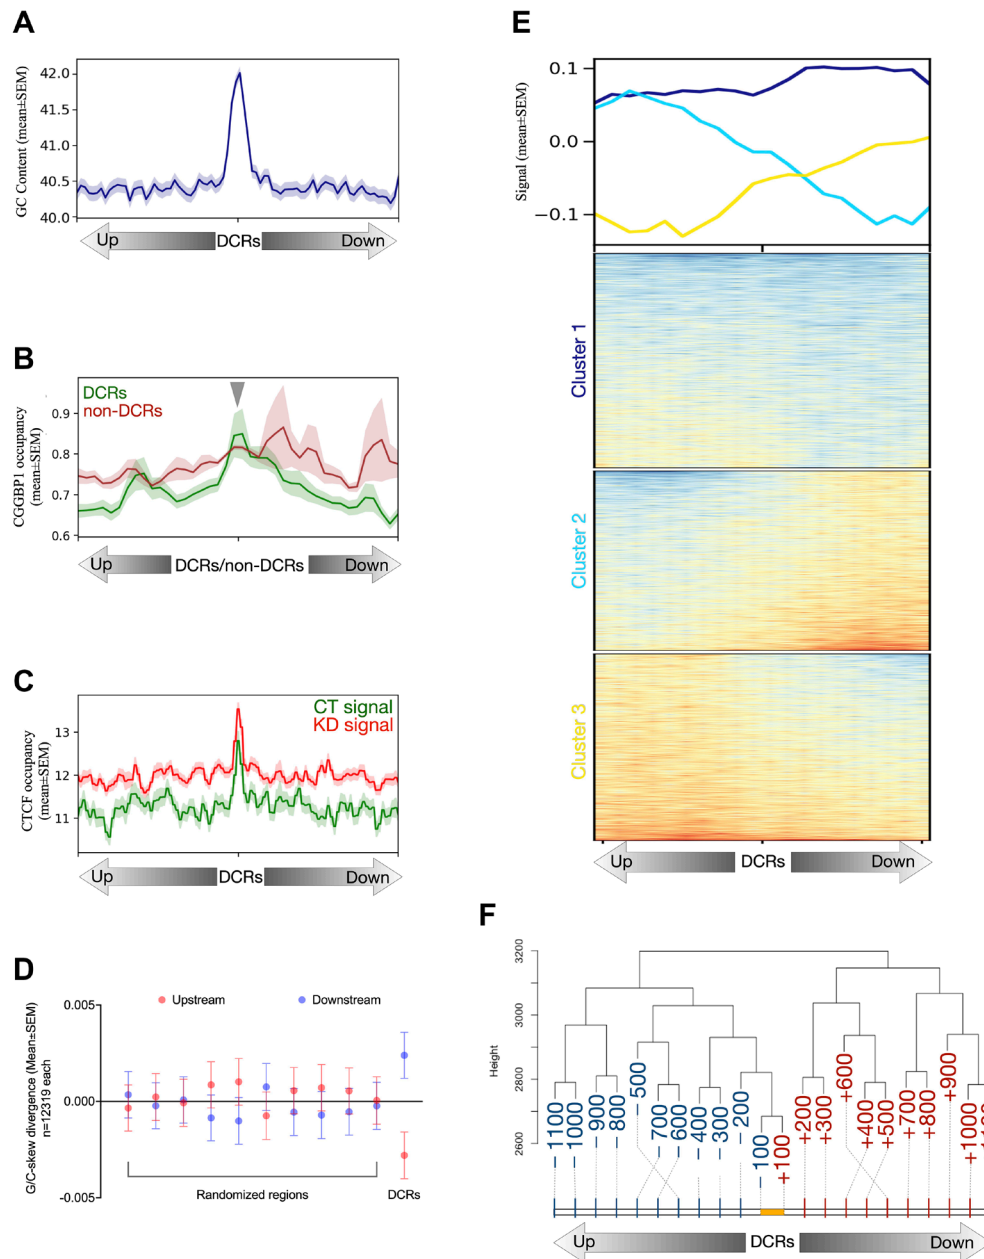 A
GC Content (mean±SEM)
42.0
41.5
41.0
40.5
40.0
Up
DCRs
Down
B
CGGBP1 occupancy
(mean±SEM)
DCRs
non-DCRs
0.9
0.8
0.7
0.6
Up
DCRs/non-DCRs
Down
C
CTCF occupancy
(mean±SEM)
CT signal
KD signal
13
12
11
Up
DCRs
Down
D
G/C-skew divergence (Mean±SEM)
n=12319 each
Upstream
Downstream
0.005
0.000
-0.005
Randomized regions
DCRs
E
Signal (mean±SEM)
0.1
0.0
−0.1
Cluster 1
Cluster 2
Cluster 3
Up
DCRs
Down
F
Height
3200
3000
2800
2600
−1100
−1000
−900
−800
−500
−700
−600
−400
−300
−200
−100
+100
+200
+300
+600
+400
+500
+700
+800
+900
+1000
Up
DCRs
Down